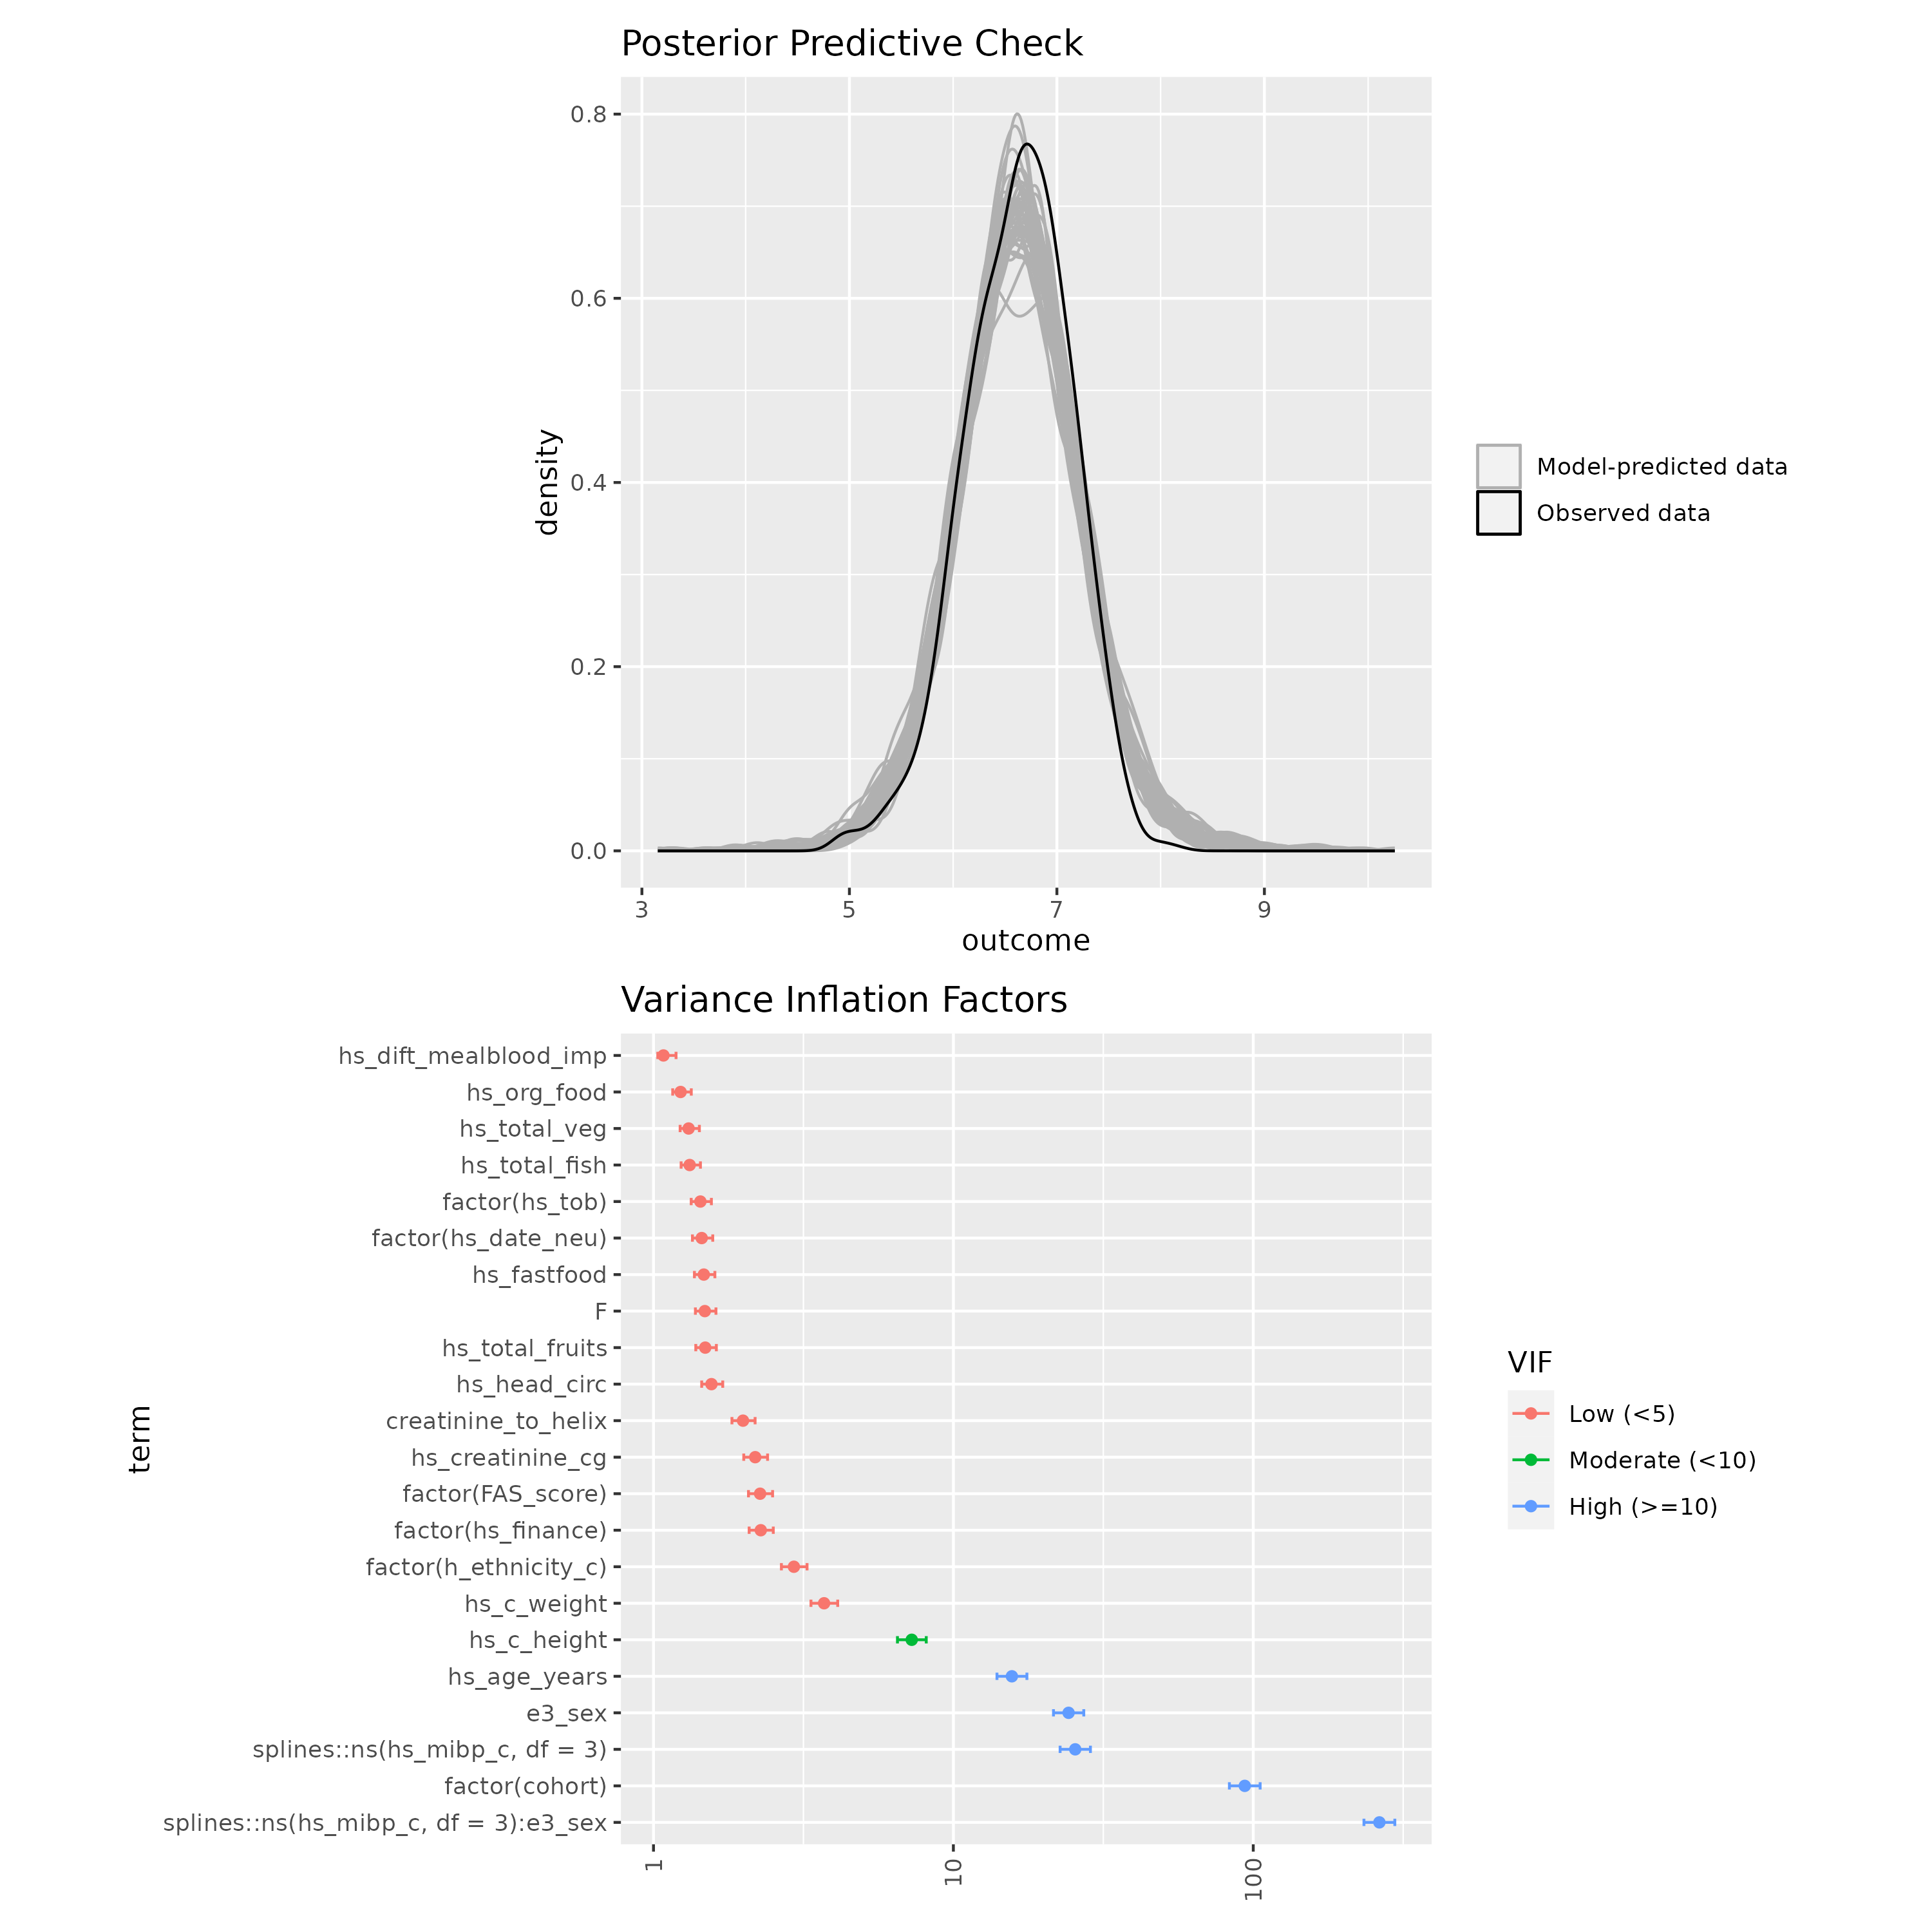 Posterior Predictive Check
0.8
0.6
0.4
0.2
0.0
density
3 5 7 9
outcome
Model-predicted data
Observed data
Variance Inflation Factors
hs_dift_mealblood_imp
hs_org_food
hs_total_veg
hs_total_fish
factor(hs_tob)
factor(hs_date_neu)
hs_fastfood
F
hs_total_fruits
hs_head_circ
creatinine_to_helix
hs_creatinine_cg
factor(FAS_score)
factor(hs_finance)
factor(h_ethnicity_c)
hs_c_weight
hs_c_height
hs_age_years
e3_sex
splines::ns(hs_mibp_c, df = 3)
factor(cohort)
splines::ns(hs_mibp_c, df = 3):e3_sex
term
1 10 100
VIF
Low (<5)
Moderate (<10)
High (>=10)